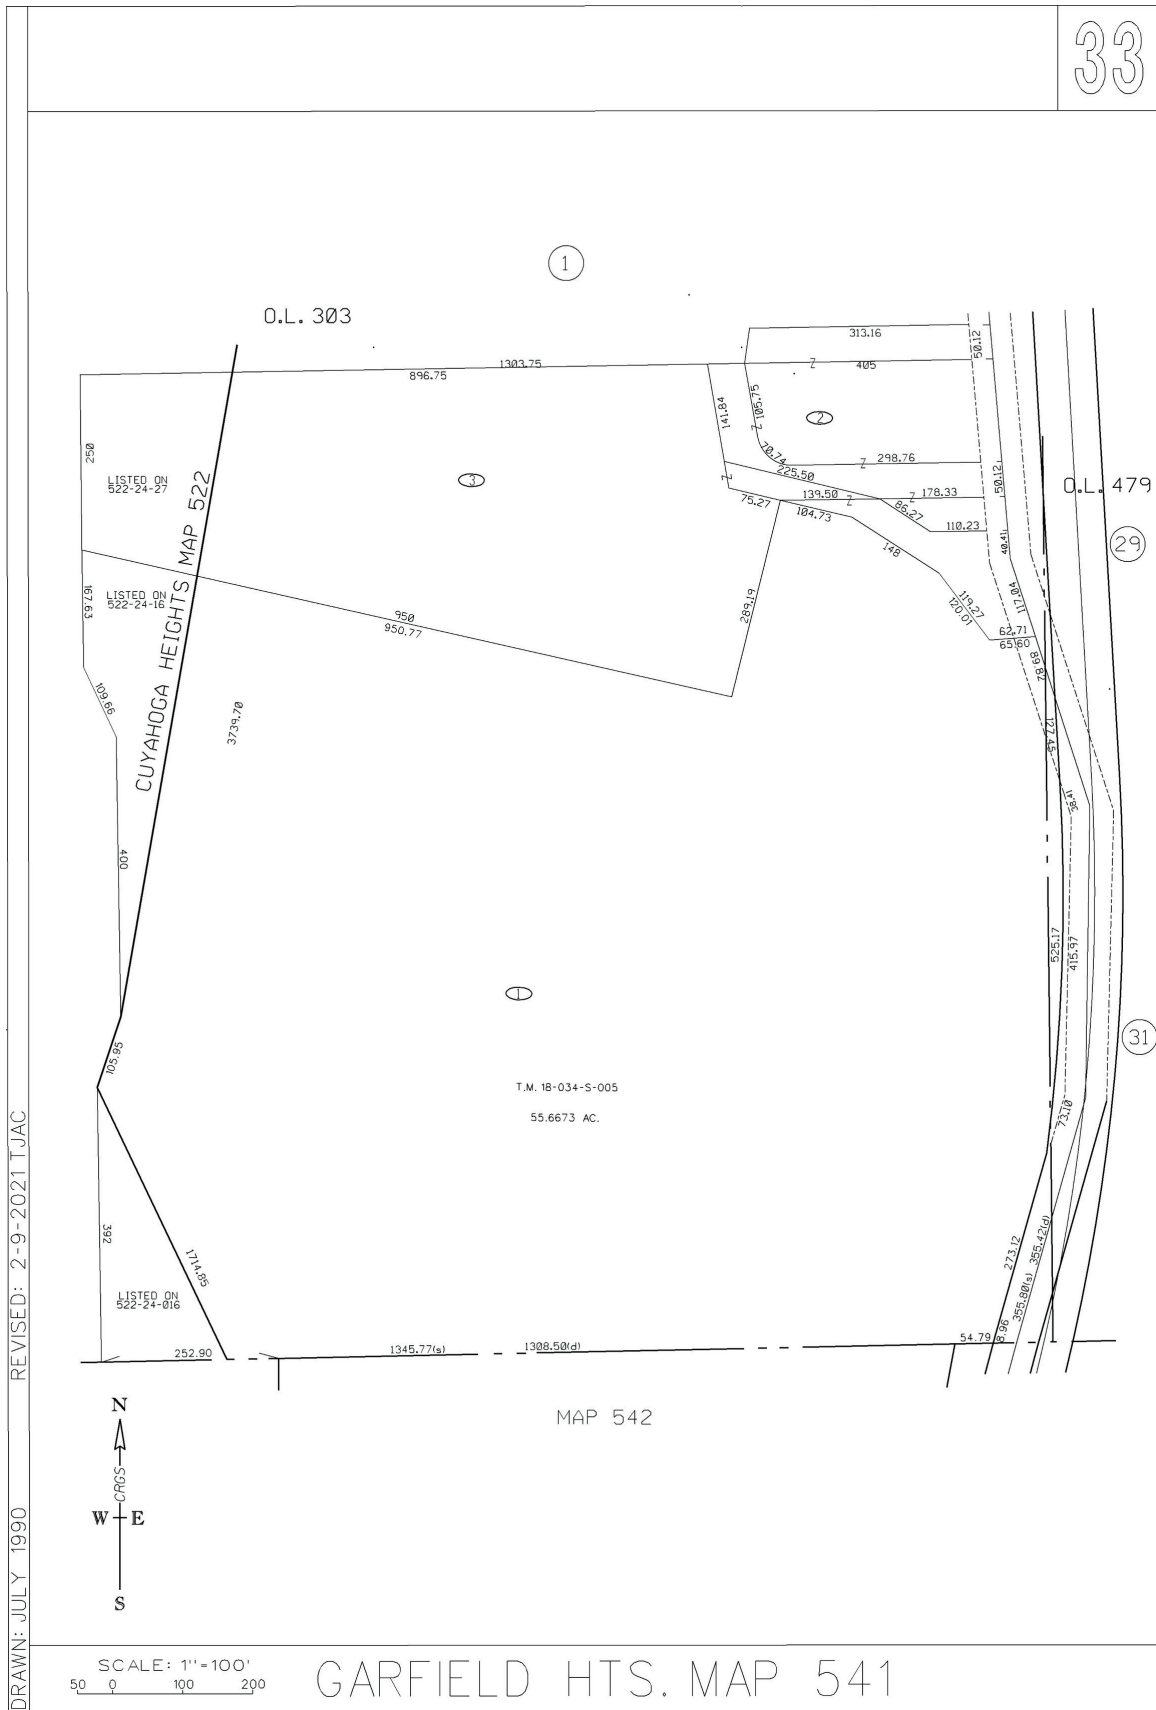 33
1
O.L. 303
313.16
50.12
1303.75
896.75
405
141.84
105.75
2
250
LISTED ON
522-24-27
3
70.74
298.76
225.50
50.12
O.L. 479
75.27
139.50
178.33
104.73
86.27
110.23
40.41
29
148
CUYAHOGA HEIGHTS MAP 522
167.63
LISTED ON
522-24-16
950
950.77
289.19
119.27
120.01
117.04
62.71
65.60
89.82
109.66
3739.70
127.45
38.41
400
525.17
415.97
1
31
105.95
T.M. 18-034-S-005
55.6673 AC.
73.10
392
1714.85
273.12
355.80(s)
355.42(d)
LISTED ON
522-24-016
252.90
1345.77(s)
1308.50(d)
54.79
8.96
MAP 542
N
CRGS
W E
S
DRAWN: JULY 1990
REVISED: 2-9-2021 TJAC
SCALE: 1''=100'
50 0 100 200
GARFIELD HTS. MAP 541